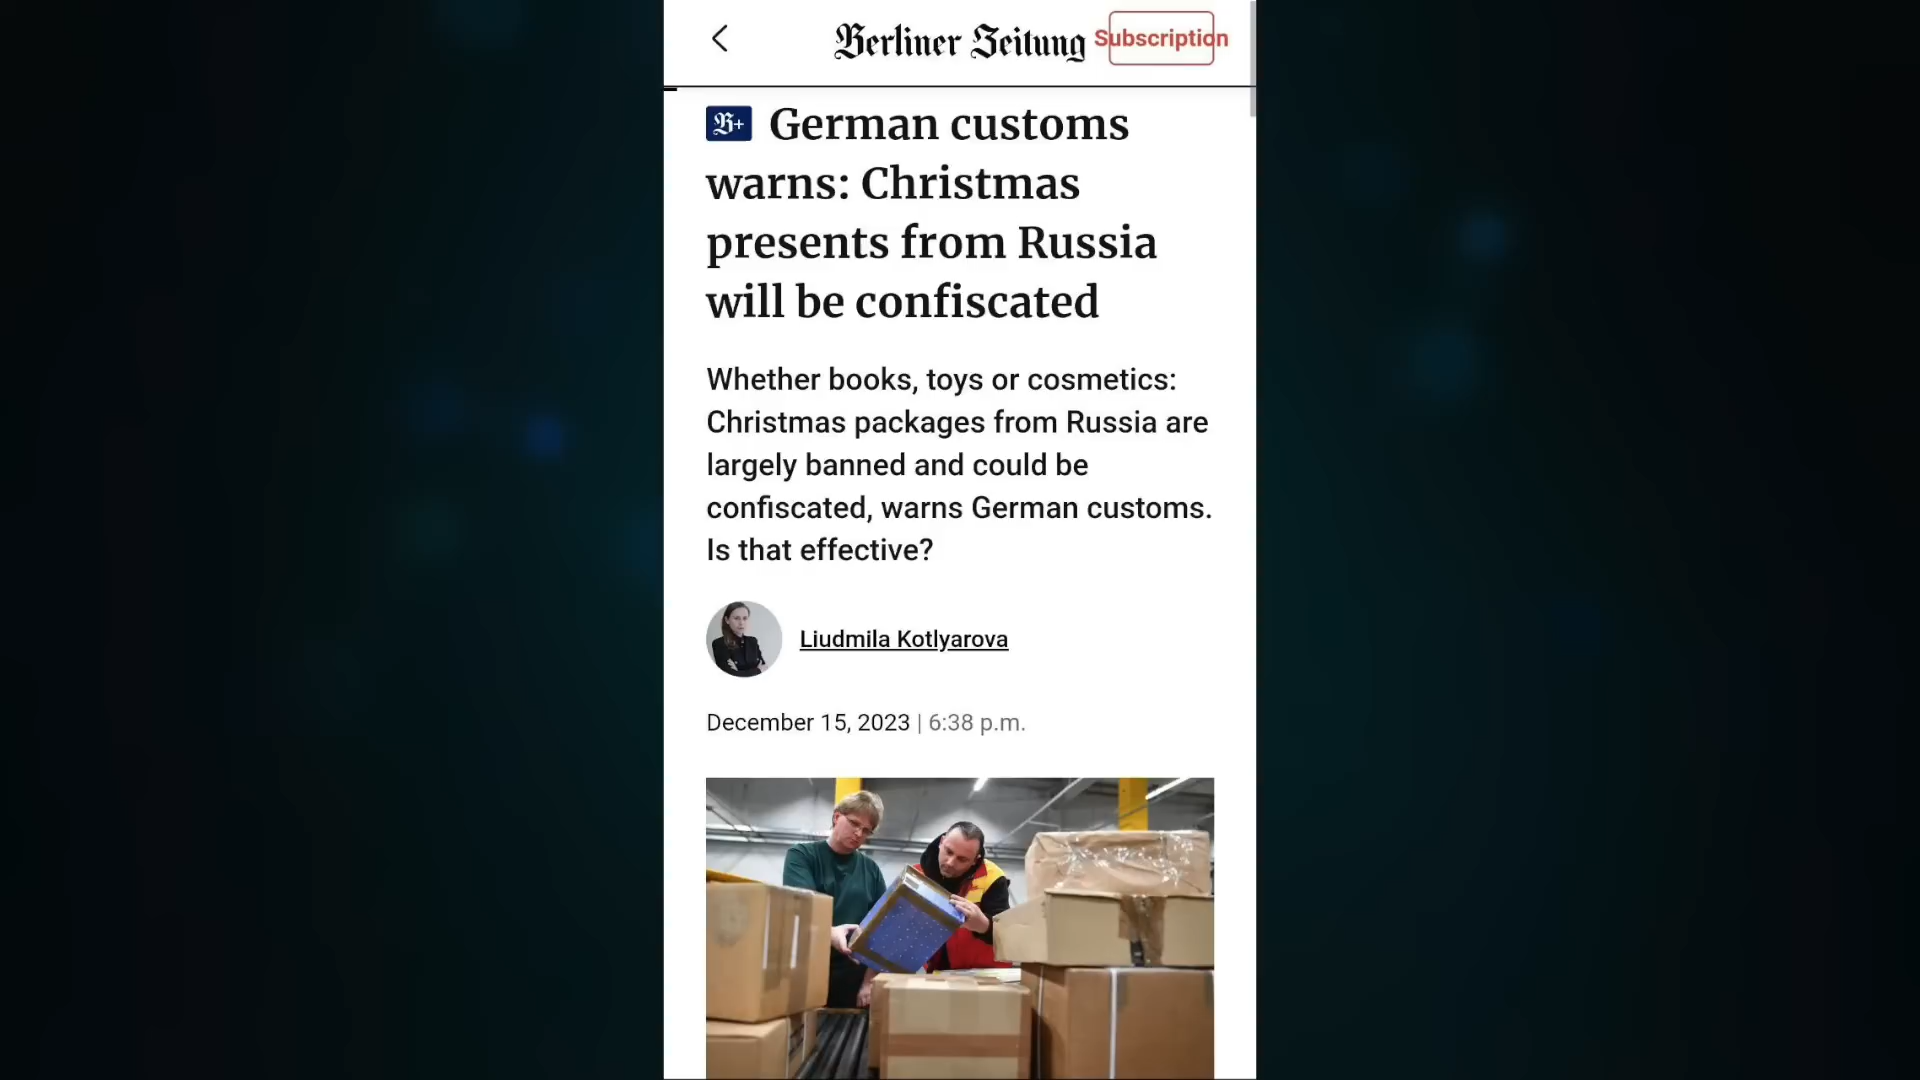 Berliner Zeitung
Subscription
B+ German customs
warns: Christmas
presents from Russia
will be confiscated
Whether books, toys or cosmetics:
Christmas packages from Russia are
largely banned and could be
confiscated, warns German customs.
Is that effective?
Liudmila Kotlyarova
December 15, 2023 | 6:38 p.m.